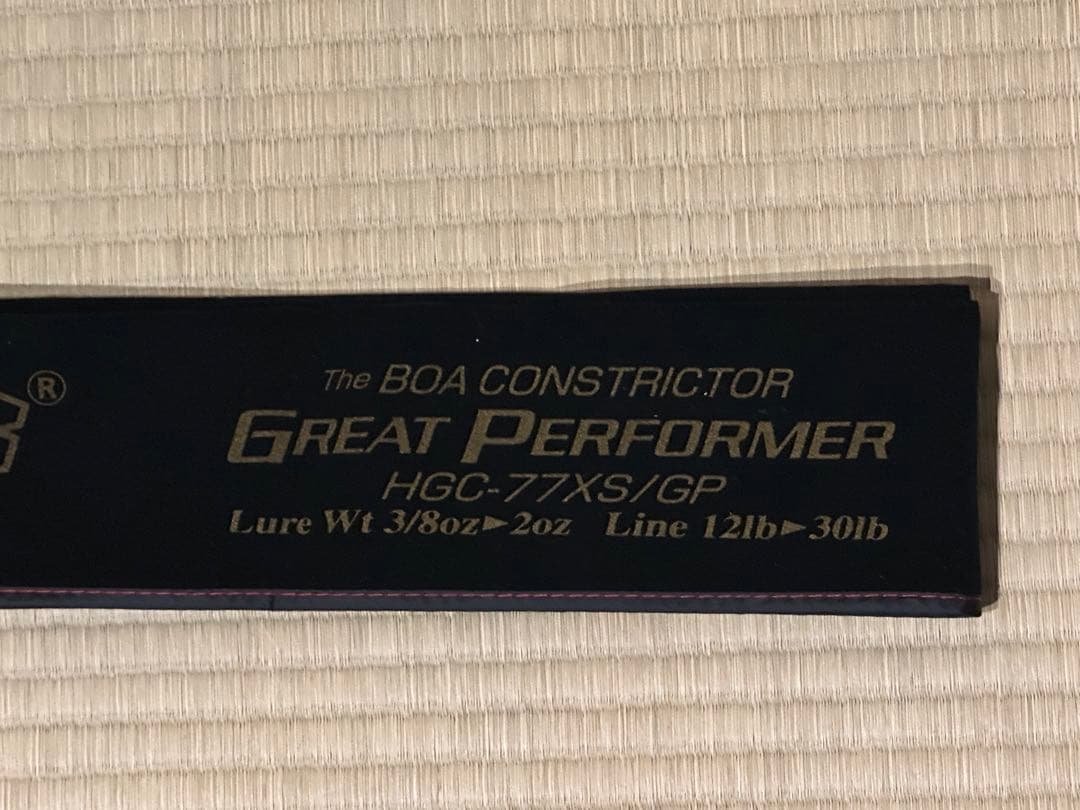 ®
The BOA CONSTRICTOR
GREAT PERFORMER
HGC-77XS/GP
Lure Wt 3/8oz►2oz Line 12lb►30lb